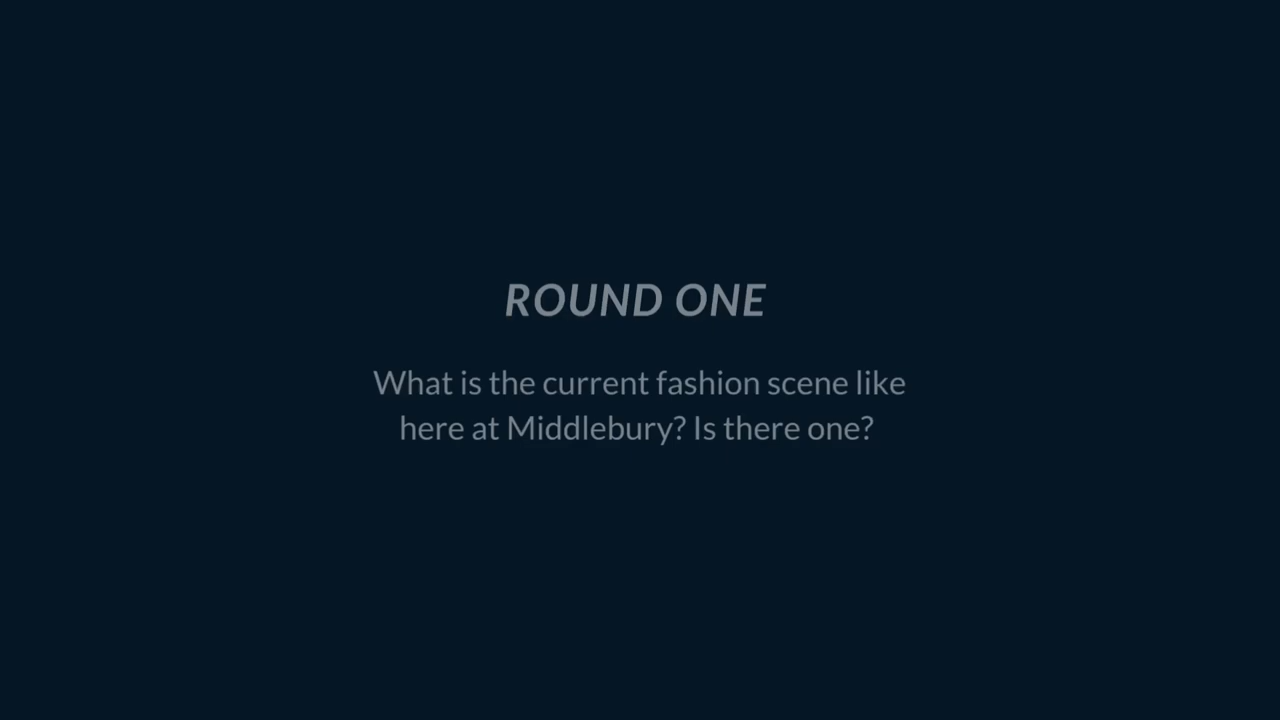 ROUND ONE
What is the current fashion scene like
here at Middlebury? Is there one?